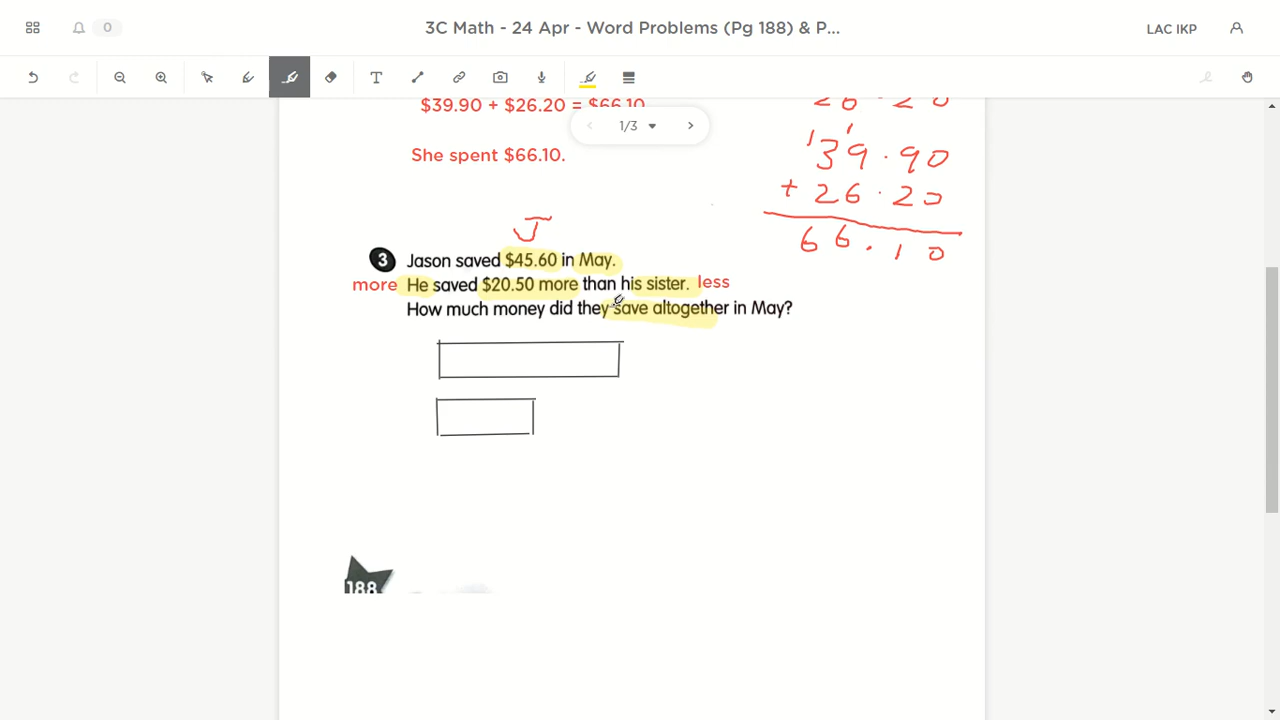 0
3C Math - 24 Apr - Word Problems (Pg 188) & P...
LAC IKP
$39.90 + $26.20 = $66.10
1/3
She spent $66.10.
26.20
39.90
+ 26.20
66.10
J
3 Jason saved $45.60 in May.
more He saved $20.50 more than his sister. less
How much money did they save altogether in May?
188